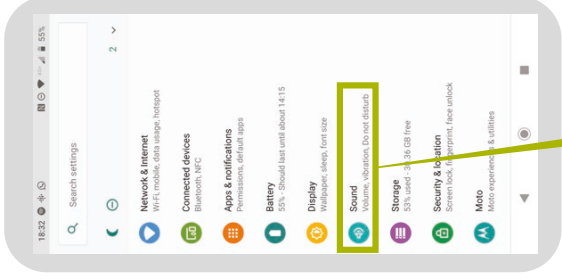 18:32
55%
Search settings
2
Network & Internet
Wi-Fi, mobile, data usage, hotspot
Connected devices
Bluetooth, NFC
Apps & notifications
Permissions, default apps
Battery
55% - Should last until about 14:15
Display
Wallpaper, sleep, font size
Sound
Volume, vibration, Do not disturb
Storage
53% used - 30.36 GB free
Security & location
Screen lock, fingerprint, face unlock
Moto
Moto experiences & utilities